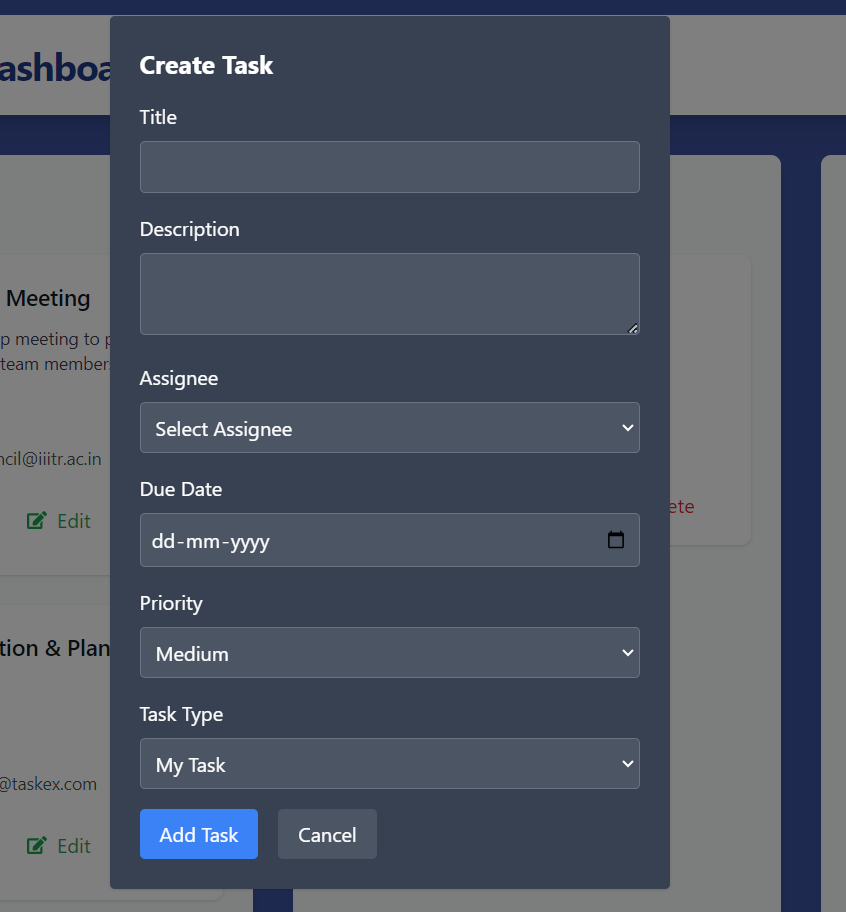 Create Task
Title
Description
Meeting
p meeting to p
team member
Assignee
Select Assignee
ncil@iiitr.ac.in
Due Date
ete
Edit
dd-mm-yyyy
Priority
tion & Plan
Medium
Task Type
My Task
@taskex.com
Add Task
Cancel
Edit